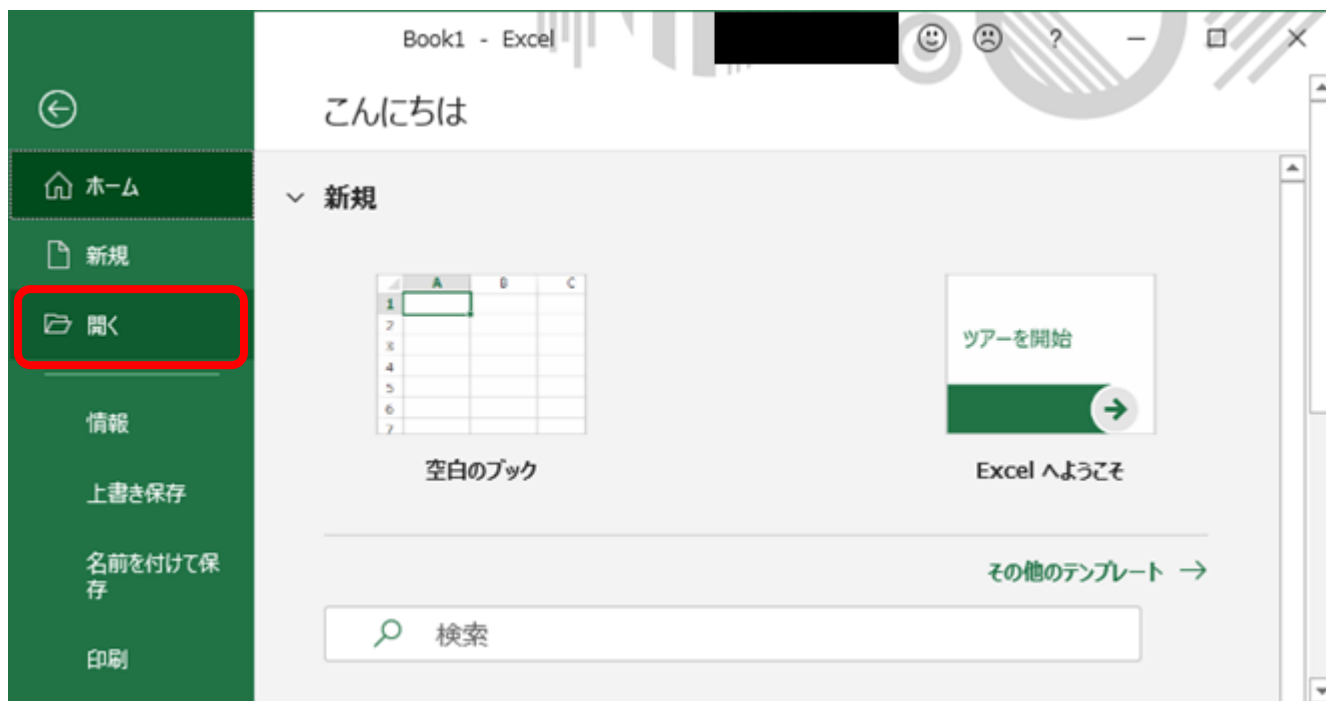 Book1 - Excel
?
こんにちは
ホーム
新規
開く
情報
上書き保存
名前を付けて保
存
印刷
新規
A B C
1
2
3
4
5
6
7
空白のブック
ツアーを開始
Excel へようこそ
その他のテンプレート
検索